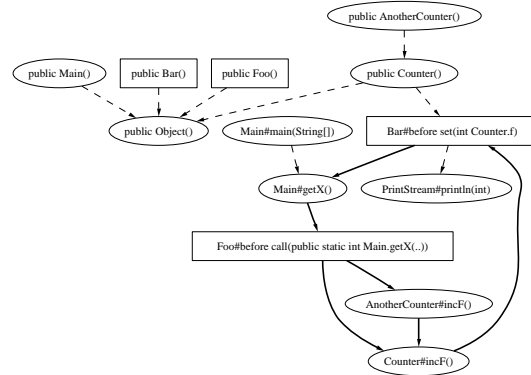 public AnotherCounter()
public Main()
public Bar()
public Foo()
public Counter()
public Object()
Main#main(String[])
Bar#before set(int Counter.f)
Main#getX()
PrintStream#println(int)
Foo#before call(public static int Main.getX(..))
AnotherCounter#incF()
Counter#incF()